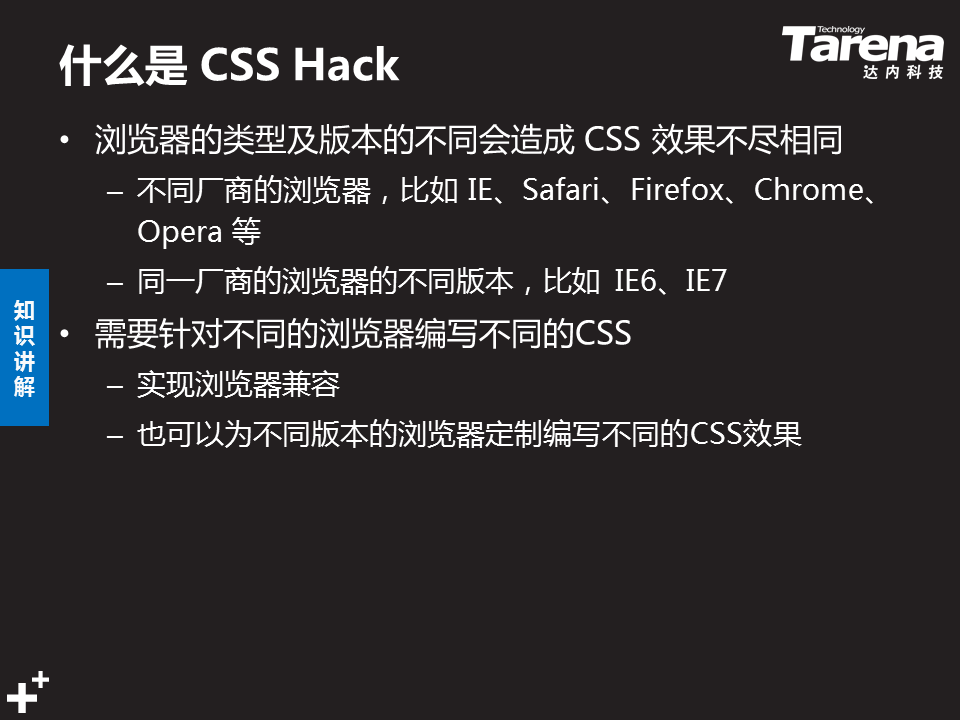 什么是 CSS Hack
Technology
Tarena
达内科技
• 浏览器的类型及版本的不同会造成 CSS 效果不尽相同
– 不同厂商的浏览器，比如 IE、Safari、Firefox、Chrome、
Opera 等
– 同一厂商的浏览器的不同版本，比如 IE6、IE7
• 需要针对不同的浏览器编写不同的CSS
– 实现浏览器兼容
– 也可以为不同版本的浏览器定制编写不同的CSS效果
知识讲解